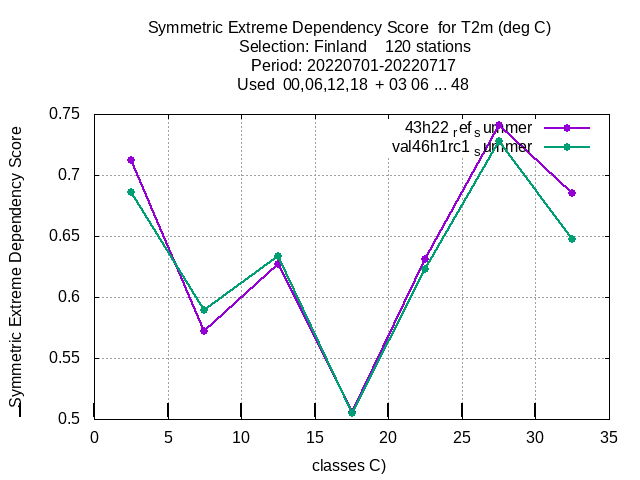 Symmetric Extreme Dependency Score  for T2m (deg C)
Selection: Finland    120 stations
Period: 20220701-20220717
Used  00,06,12,18  + 03 06 ... 48
43h22 ref summer
val46h1rc1 summer
Symmetric Extreme Dependency Score
0.75
0.7
0.65
0.6
0.55
0.5
0 5 10 15 20 25 30 35
classes C)